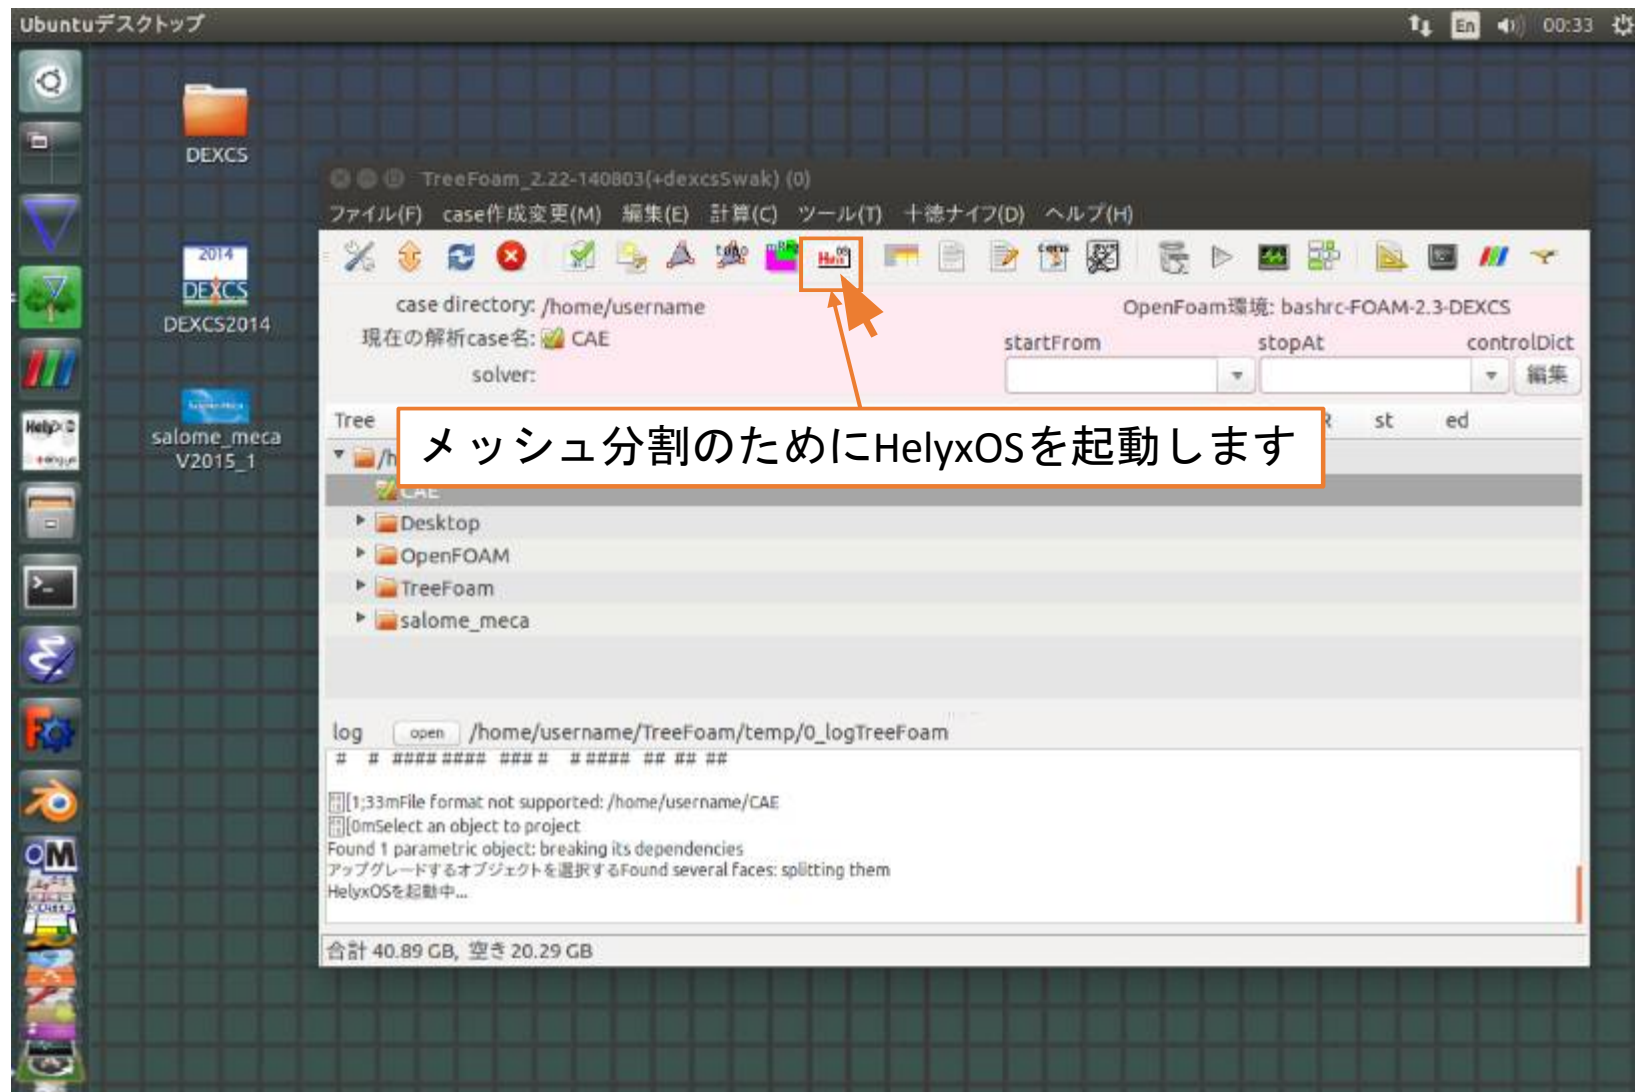 Ubuntuデスクトップ
En
00:33
DEXCS
2014
DEXCS
DEXCS2014
salome_meca
V2015_1
TreeFoam_2.22-140803(+dexcsSwak) (0)
ファイル(F) case作成変更(M) 編集(E) 計算(C) ツール(T) 十徳ナイフ(D) ヘルプ(H)
case directory: /home/username
OpenFoam環境: bashrc-FOAM-2.3-DEXCS
現在の解析case名: CAE
startFrom stopAt controlDict
solver:
編集
Tree
st ed
メッシュ分割のためにHelyxOSを起動します
/h
CAE
Desktop
OpenFOAM
TreeFoam
salome_meca
log open /home/username/TreeFoam/temp/0_logTreeFoam
# # #### #### ### # # #### ## ## ##
[1;33mFile format not supported: /home/username/CAE
[0mSelect an object to project
Found 1 parametric object: breaking its dependencies
アップグレードするオブジェクトを選択するFound several faces: splitting them
HelyxOSを起動中...
合計 40.89 GB, 空き 20.29 GB